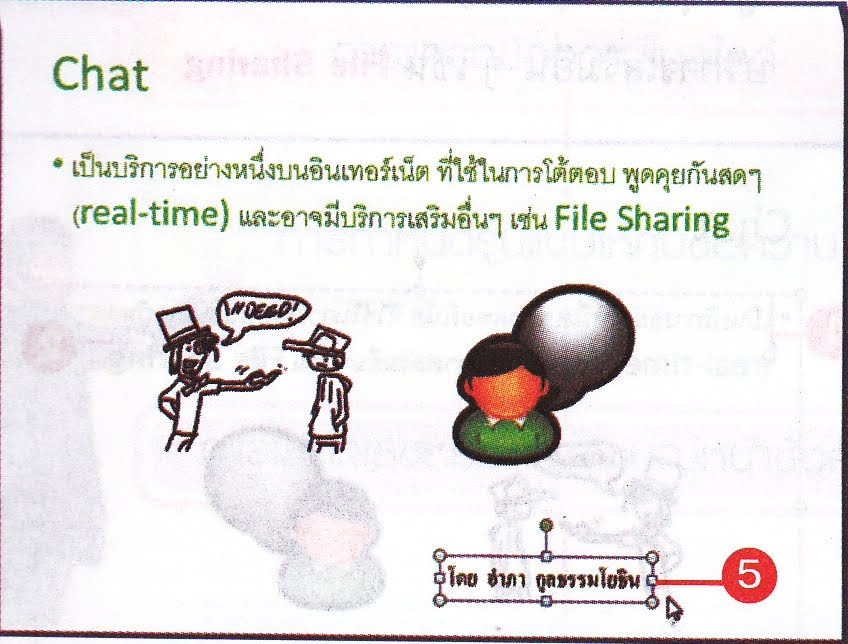 Chat
• เป็นบริการอย่างหนึ่งบนอินเทอร์เน็ต ที่ใช้ในการโต้ตอบ พูดคุยกันสดๆ
(real-time) และอาจมีบริการเสริมอื่นๆ เช่น File Sharing
INDEED!
โดย อำภา กุลธรรมโยธิน
5